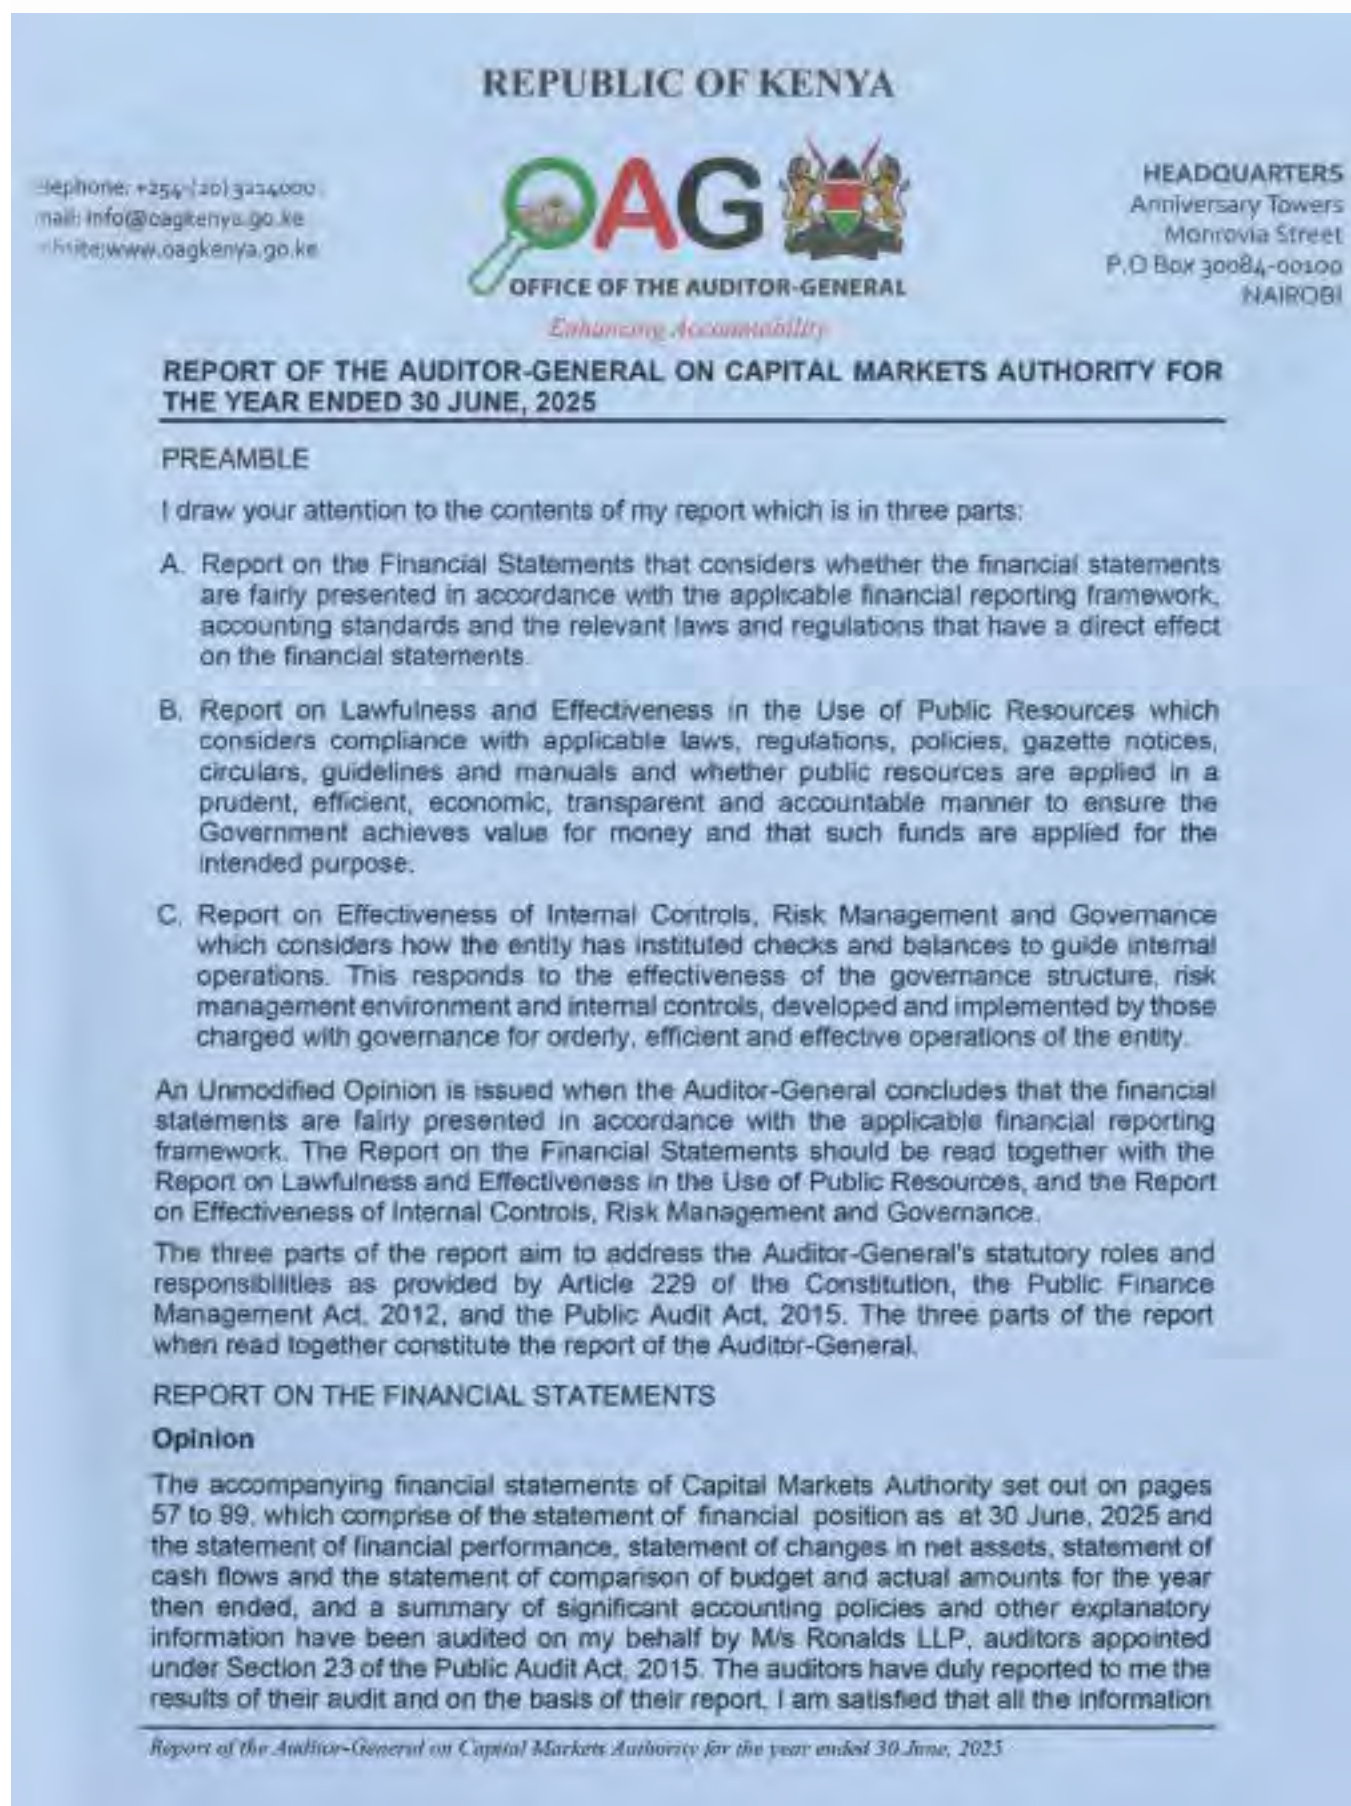 REPUBLIC OF KENYA
OAG
OFFICE OF THE AUDITOR-GENERAL
Enhancing Accountability
lephone: +254-(20) 3214000
mail: info@oagkenya.go.ke
bsite:www.oagkenya.go.ke
HEADQUARTERS
Anniversary Towers
Monrovia Street
P.O Box 30084-00100
NAIROBI
REPORT OF THE AUDITOR-GENERAL ON CAPITAL MARKETS AUTHORITY FOR
THE YEAR ENDED 30 JUNE, 2025
PREAMBLE
I draw your attention to the contents of my report which is in three parts:
A. Report on the Financial Statements that considers whether the financial statements
are fairly presented in accordance with the applicable financial reporting framework,
accounting standards and the relevant laws and regulations that have a direct effect
on the financial statements.
B. Report on Lawfulness and Effectiveness in the Use of Public Resources which
considers compliance with applicable laws, regulations, policies, gazette notices,
circulars, guidelines and manuals and whether public resources are applied in a
prudent, efficient, economic, transparent and accountable manner to ensure the
Government achieves value for money and that such funds are applied for the
intended purpose.
C. Report on Effectiveness of Internal Controls, Risk Management and Governance
which considers how the entity has instituted checks and balances to guide internal
operations. This responds to the effectiveness of the governance structure, risk
management environment and internal controls, developed and implemented by those
charged with governance for orderly, efficient and effective operations of the entity.
An Unmodified Opinion is issued when the Auditor-General concludes that the financial
statements are fairly presented in accordance with the applicable financial reporting
framework. The Report on the Financial Statements should be read together with the
Report on Lawfulness and Effectiveness in the Use of Public Resources, and the Report
on Effectiveness of Internal Controls, Risk Management and Governance.
The three parts of the report aim to address the Auditor-General's statutory roles and
responsibilities as provided by Article 229 of the Constitution, the Public Finance
Management Act, 2012, and the Public Audit Act, 2015. The three parts of the report
when read together constitute the report of the Auditor-General.
REPORT ON THE FINANCIAL STATEMENTS
Opinion
The accompanying financial statements of Capital Markets Authority set out on pages
57 to 99, which comprise of the statement of financial position as at 30 June, 2025 and
the statement of financial performance, statement of changes in net assets, statement of
cash flows and the statement of comparison of budget and actual amounts for the year
then ended, and a summary of significant accounting policies and other explanatory
information have been audited on my behalf by M/s Ronalds LLP, auditors appointed
under Section 23 of the Public Audit Act, 2015. The auditors have duly reported to me the
results of their audit and on the basis of their report, I am satisfied that all the information
Report of the Auditor-General on Capital Markets Authority for the year ended 30 June, 2025